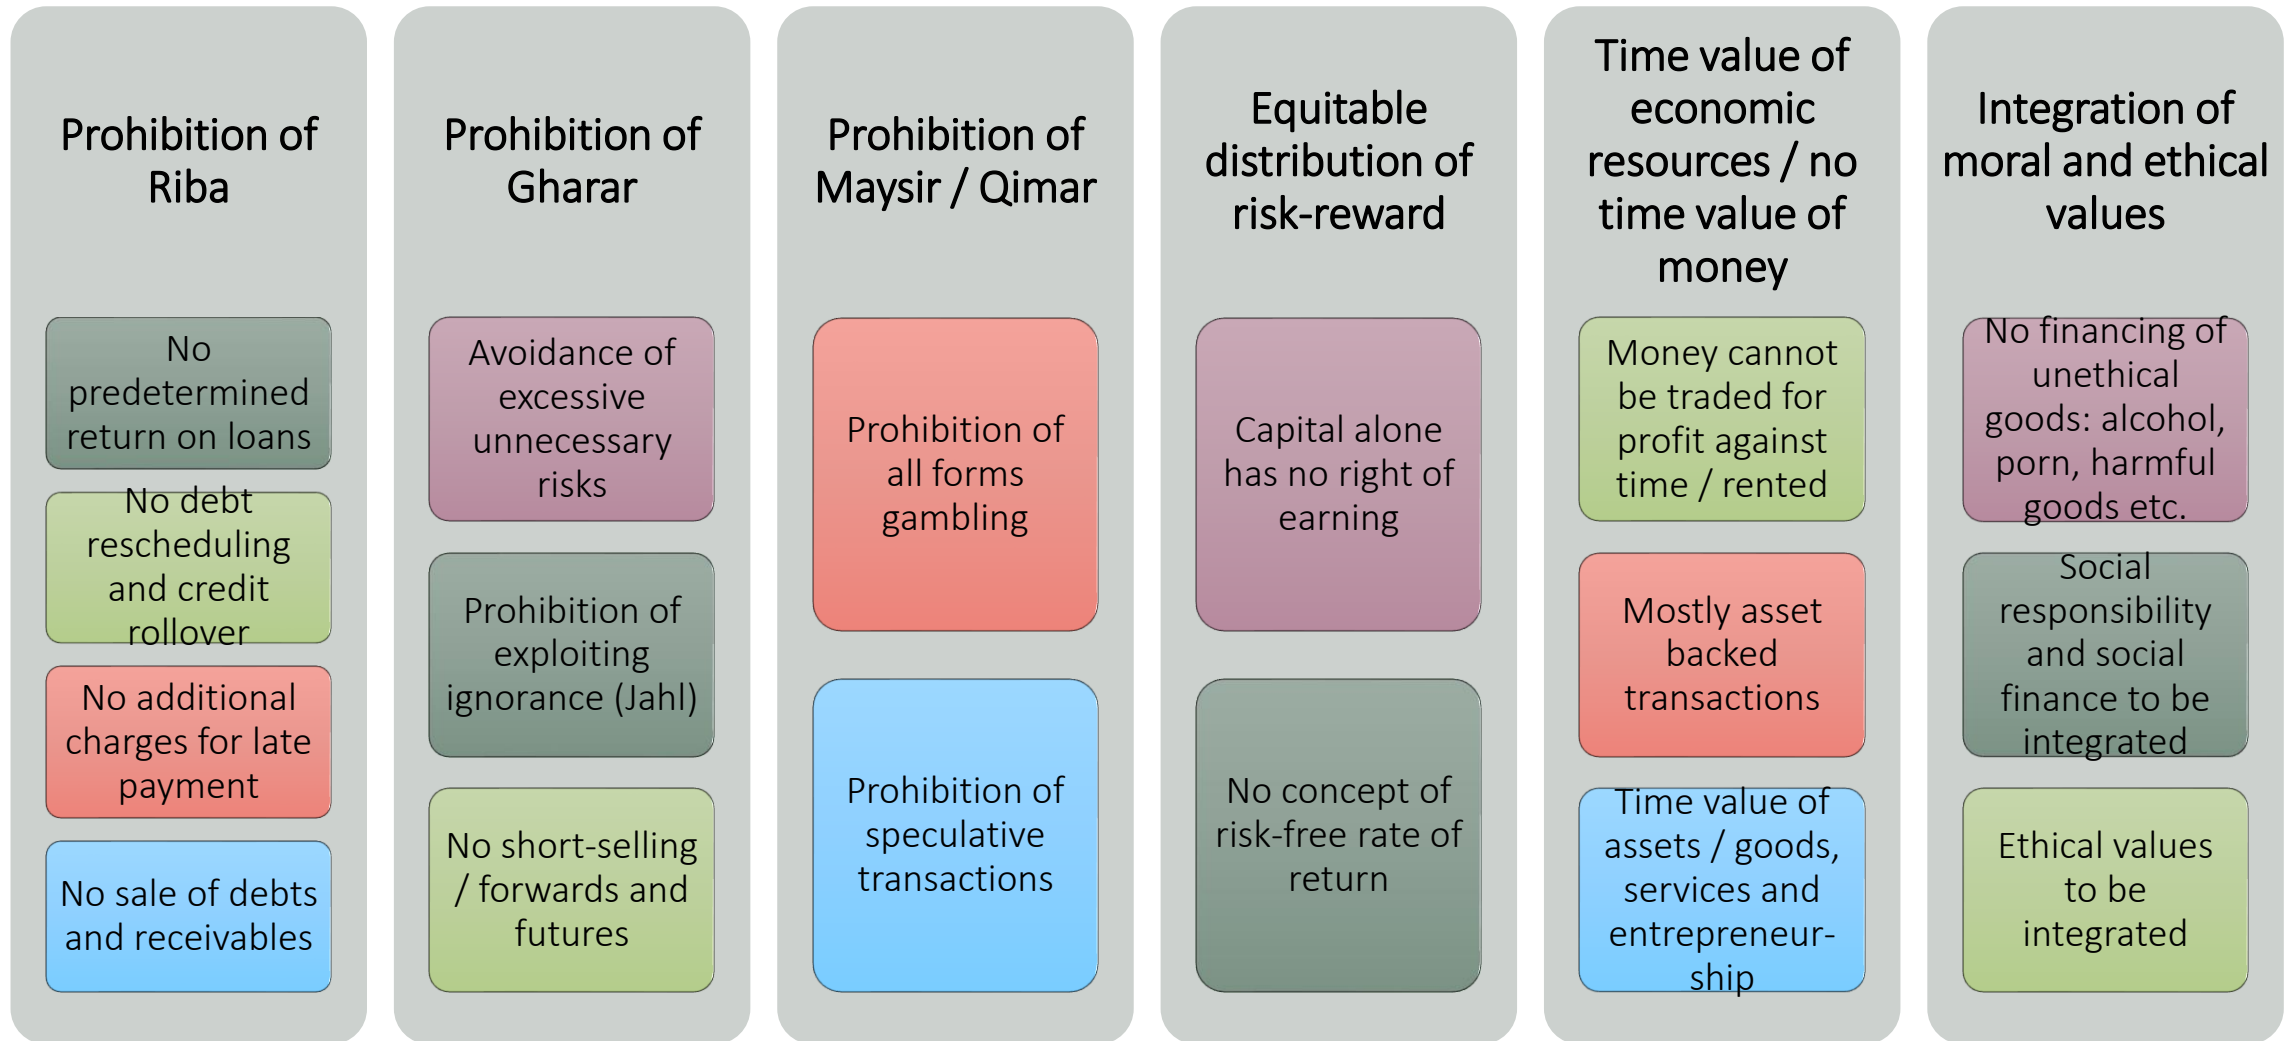 Prohibition of
Riba
No
predetermined
return on loans
No debt
rescheduling
and credit
rollover
No additional
charges for late
payment
No sale of debts
and receivables
Prohibition of
Gharar
Avoidance of
excessive
unnecessary
risks
Prohibition of
exploiting
ignorance (Jahl)
No short-selling
/ forwards and
futures
Prohibition of
Maysir / Qimar
Prohibition of
all forms
gambling
Prohibition of
speculative
transactions
Equitable
distribution of
risk-reward
Capital alone
has no right of
earning
No concept of
risk-free rate of
return
Time value of
economic
resources / no
time value of
money
Money cannot
be traded for
profit against
time / rented
Mostly asset
backed
transactions
Time value of
assets / goods,
services and
entrepreneur-
ship
Integration of
moral and ethical
values
No financing of
unethical
goods: alcohol,
porn, harmful
goods etc.
Social
responsibility
and social
finance to be
integrated
Ethical values
to be
integrated